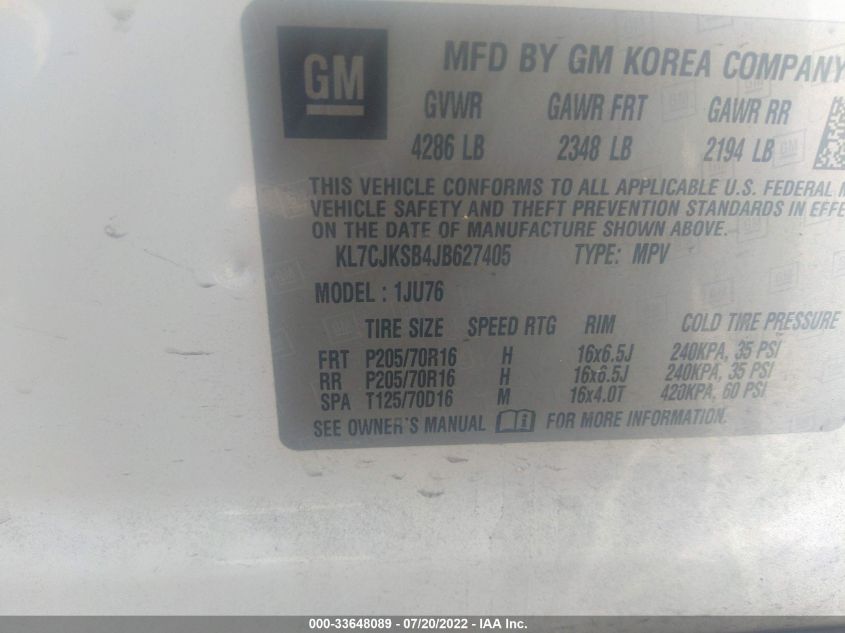 GM
MFD BY GM KOREA COMPANY
GVWR GAWR FRT GAWR RR
4286 LB 2348 LB 2194 LB
THIS VEHICLE CONFORMS TO ALL APPLICABLE U.S. FEDERAL
VEHICLE SAFETY AND THEFT PREVENTION STANDARDS IN EFFE
ON THE DATE OF MANUFACTURE SHOWN ABOVE.
KL7CJKSB4JB627405 TYPE: MPV
MODEL : 1JU76
TIRE SIZE SPEED RTG RIM COLD TIRE PRESSURE
FRT P205/70R16 H 16x6.5J 240KPA, 35 PSI
RR P205/70R16 H 16x6.5J 240KPA, 35 PSI
SPA T125/70D16 M 16x4.0T 420KPA, 60 PSI
SEE OWNER'S MANUAL FOR MORE INFORMATION.
000-33648089 - 07/20/2022 - IAA Inc.